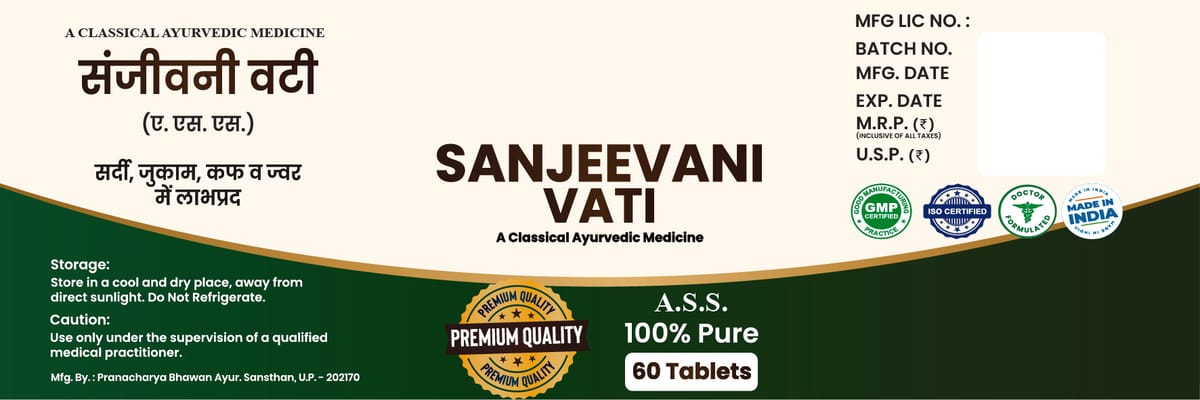 A CLASSICAL AYURVEDIC MEDICINE
संजीवनी वटी
(ए. एस. एस.)
सर्दी, जुकाम, कफ व ज्वर
में लाभप्रद
Storage:
Store in a cool and dry place, away from
direct sunlight. Do Not Refrigerate.
Caution:
Use only under the supervision of a qualified
medical practitioner.
Mfg. By. : Pranacharya Bhawan Ayur. Sansthan, U.P. - 202170
SANJEEVANI
VATI
A Classical Ayurvedic Medicine
PREMIUM QUALITY
PREMIUM QUALITY
PREMIUM QUALITY
A.S.S.
100% Pure
60 Tablets
MFG LIC NO. :
BATCH NO.
MFG. DATE
EXP. DATE
M.R.P. (₹)
(INCLUSIVE OF ALL TAXES)
U.S.P. (₹)
GOOD MANUFACTURING
GMP
CERTIFIED
PRACTICE
ISO CERTIFIED
DOCTOR
FORMULATED
MADE IN INDIA
MADE IN
INDIA